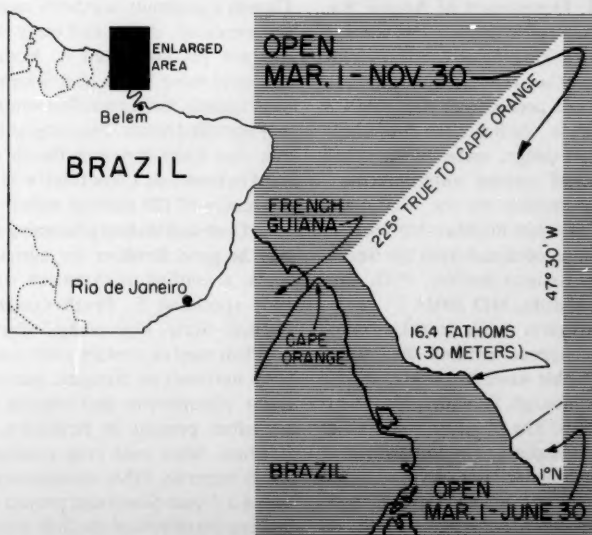 ENLARGED
AREA
Belem
BRAZIL
Rio de Janeiro
OPEN
MAR. 1 – NOV. 30
225° TRUE TO CAPE ORANGE
47° 30' W
FRENCH
GUIANA
CAPE
ORANGE
16.4 FATHOMS
(30 METERS)
BRAZIL
1°N
OPEN
MAR. 1 – JUNE 30